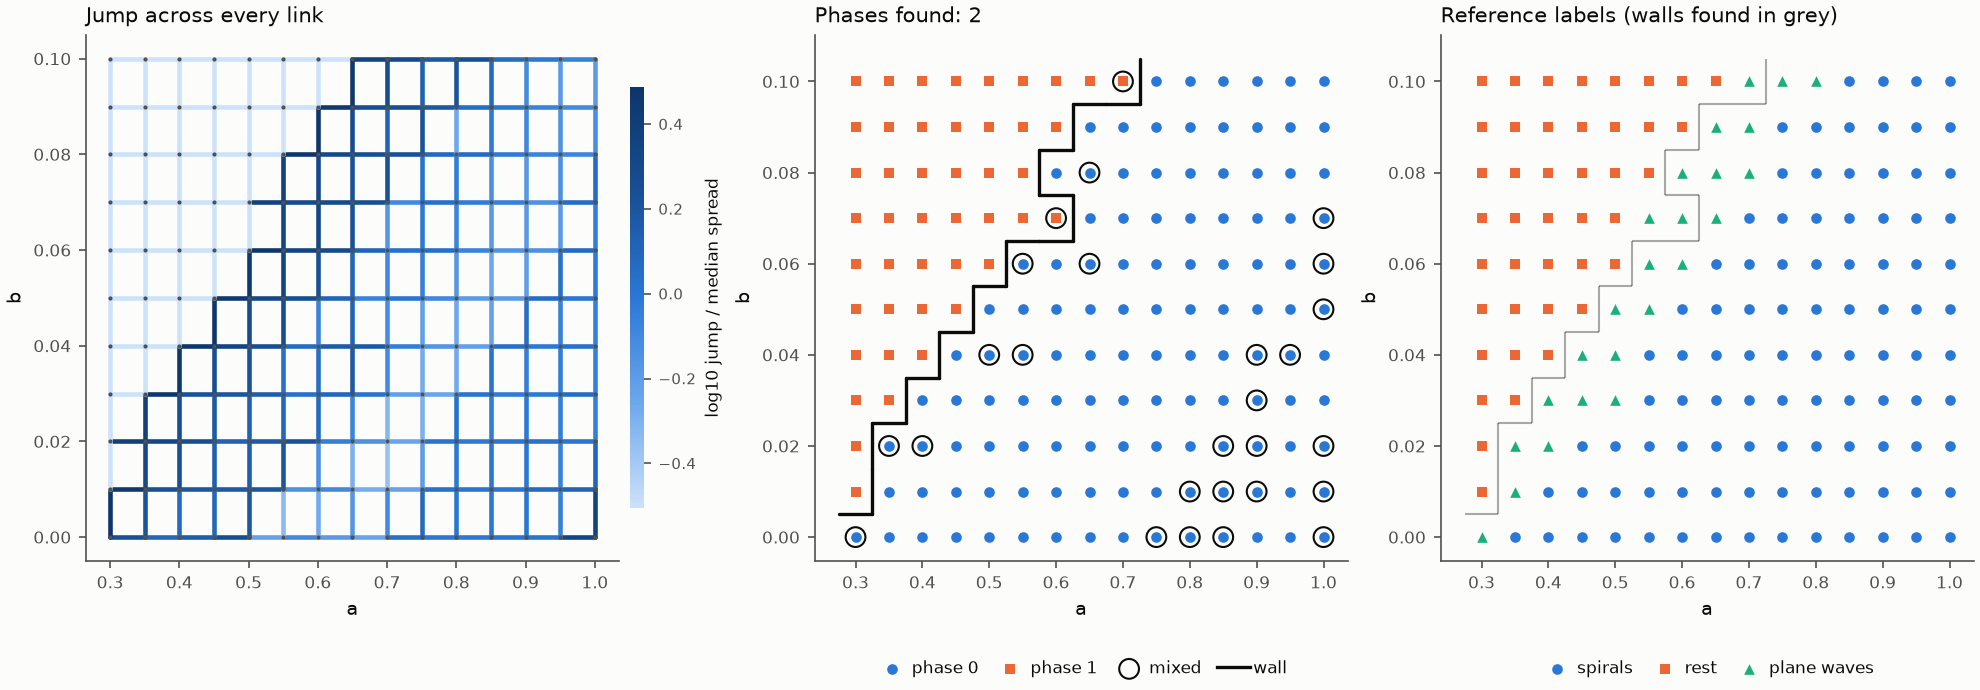 Jump across every link
0.10
0.08
0.06
0.04
0.02
0.00
b
0.3
0.4
0.5
0.6
0.7
0.8
0.9
1.0
a
0.4
0.2
0.0
−0.2
−0.4
log10 jump / median spread
Phases found: 2
0.10
0.08
0.06
0.04
0.02
0.00
b
0.3
0.4
0.5
0.6
0.7
0.8
0.9
1.0
a
phase 0
phase 1
mixed
wall
Reference labels (walls found in grey)
0.10
0.08
0.06
0.04
0.02
0.00
b
0.3
0.4
0.5
0.6
0.7
0.8
0.9
1.0
a
spirals
rest
plane waves